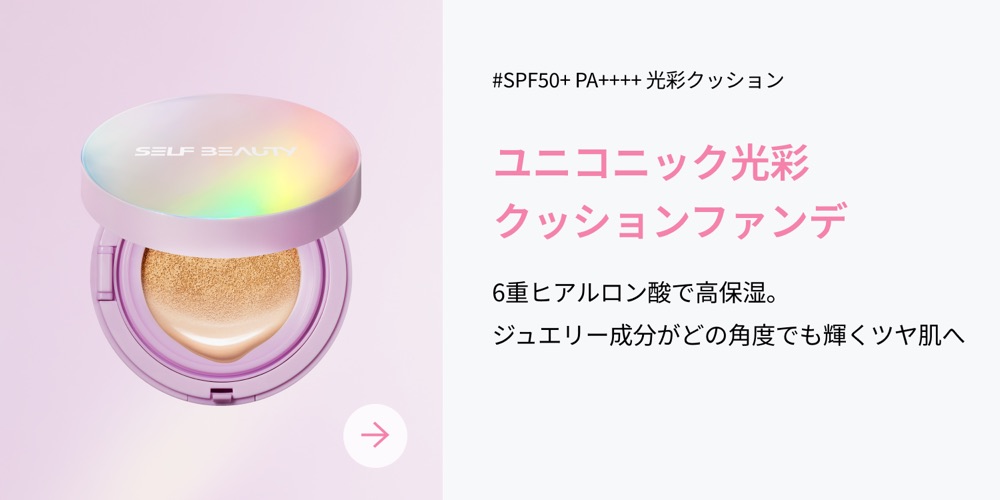 SELF BEAUTY
#SPF50+ PA++++ 光彩クッション
ユニコニック光彩
クッションファンデ
6重ヒアルロン酸で高保湿。
ジュエリー成分がどの角度でも輝くツヤ肌へ